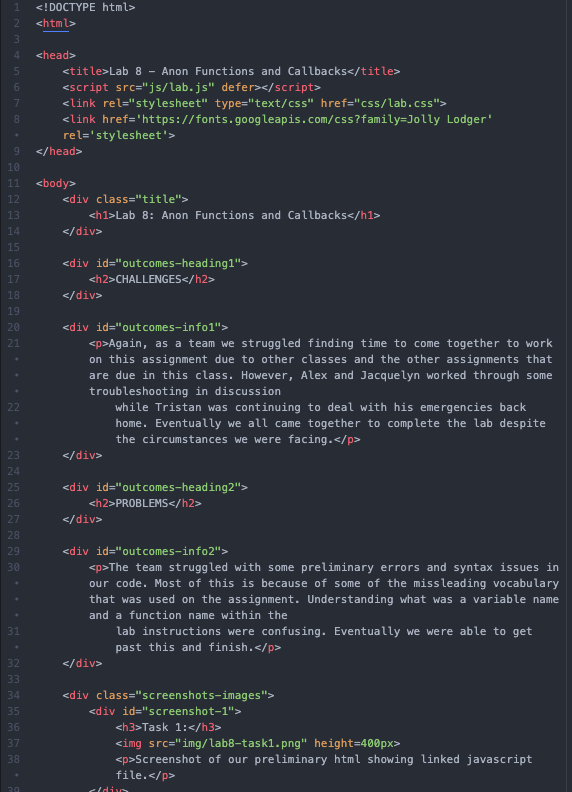 1 <!DOCTYPE html>
2 <html>
3
4 <head>
5 <title>Lab 8 – Anon Functions and Callbacks</title>
6 <script src="js/lab.js" defer></script>
7 <link rel="stylesheet" type="text/css" href="css/lab.css">
8 <link href='https://fonts.googleapis.com/css?family=Jolly Lodger'
• rel='stylesheet'>
9 </head>
10
11 <body>
12 <div class="title">
13 <h1>Lab 8: Anon Functions and Callbacks</h1>
14 </div>
15
16 <div id="outcomes-heading1">
17 <h2>CHALLENGES</h2>
18 </div>
19
20 <div id="outcomes-info1">
21 <p>Again, as a team we struggled finding time to come together to work
• on this assignment due to other classes and the other assignments that
• are due in this class. However, Alex and Jacquelyn worked through some
• troubleshooting in discussion
22 while Tristan was continuing to deal with his emergencies back
• home. Eventually we all came together to complete the lab despite
• the circumstances we were facing.</p>
23 </div>
24
25 <div id="outcomes-heading2">
26 <h2>PROBLEMS</h2>
27 </div>
28
29 <div id="outcomes-info2">
30 <p>The team struggled with some preliminary errors and syntax issues in
• our code. Most of this is because of some of the missleading vocabulary
• that was used on the assignment. Understanding what was a variable name
• and a function name within the
31 lab instructions were confusing. Eventually we were able to get
• past this and finish.</p>
32 </div>
33
34 <div class="screenshots-images">
35 <div id="screenshot-1">
36 <h3>Task 1:</h3>
37 <img src="img/lab8-task1.png" height=400px>
38 <p>Screenshot of our preliminary html showing linked javascript
• file.</p>
39 </div>